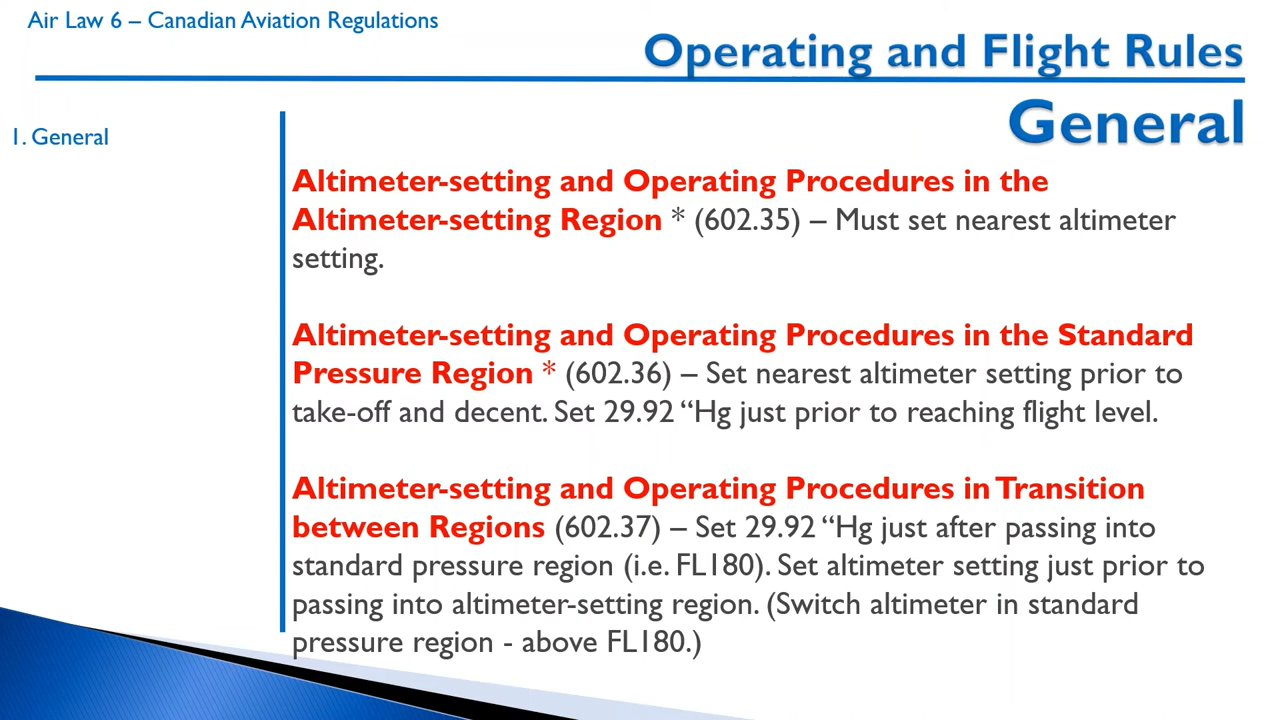 Air Law 6 – Canadian Aviation Regulations
Operating and Flight Rules
General
1. General
Altimeter-setting and Operating Procedures in the
Altimeter-setting Region * (602.35) – Must set nearest altimeter
setting.
Altimeter-setting and Operating Procedures in the Standard
Pressure Region * (602.36) – Set nearest altimeter setting prior to
take-off and decent. Set 29.92 “Hg just prior to reaching flight level.
Altimeter-setting and Operating Procedures in Transition
between Regions (602.37) – Set 29.92 “Hg just after passing into
standard pressure region (i.e. FL180). Set altimeter setting just prior to
passing into altimeter-setting region. (Switch altimeter in standard
pressure region - above FL180.)